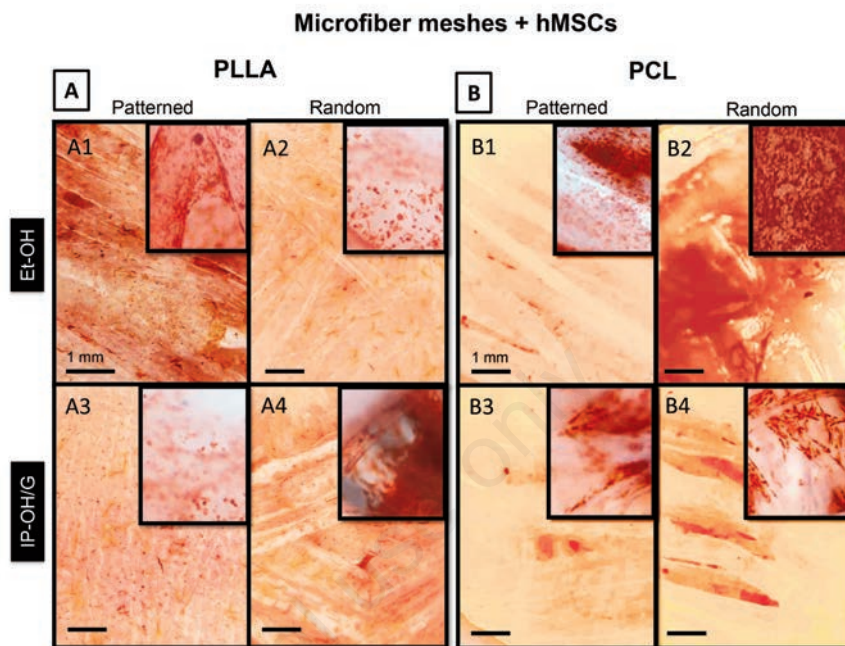 Microfiber meshes + hMSCs
PLLA
PCL
A
B
Patterned
Random
Patterned
Random
Et-OH
A1
A2
B1
B2
1 mm
1 mm
IP-OH/G
A3
A4
B3
B4
only